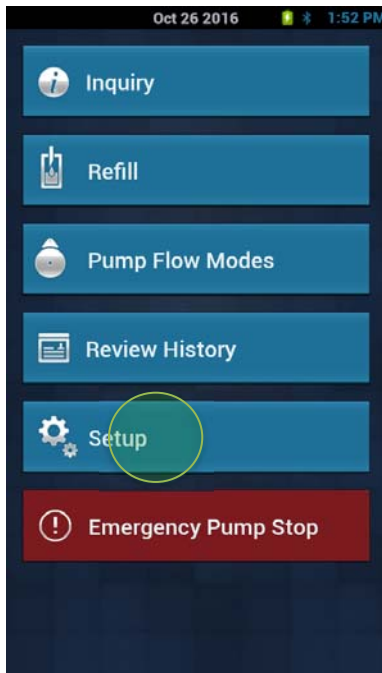 Oct 26 2016 1:52 PM
Inquiry
Refill
Pump Flow Modes
Review History
Setup
Emergency Pump Stop